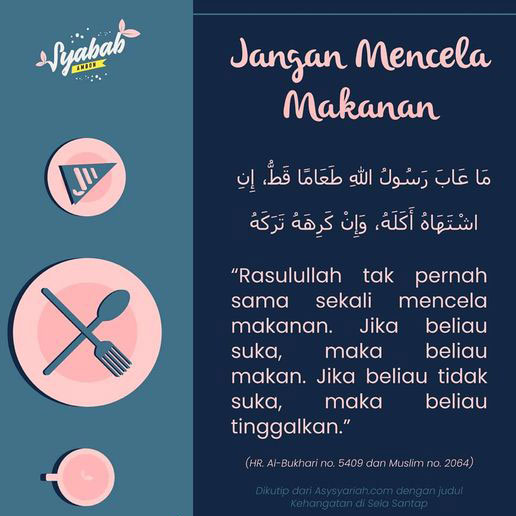 Syabab
AMBON
Jangan Mencela
Makanan
مَا عَابَ رَسُولُ اللهِ طَعَامًا قَطُّ، إِنِ
اشْتَهَاهُ أَكَلَهُ، وَإِنْ كَرِهَهُ تَرَكَهُ
“Rasulullah tak pernah
sama sekali mencela
makanan. Jika beliau
suka, maka beliau
makan. Jika beliau tidak
suka, maka beliau
tinggalkan.”
(HR. Al-Bukhari no. 5409 dan Muslim no. 2064)
Dikutip dari Asysyariah.com dengan judul
Kehangatan di Sela Santap